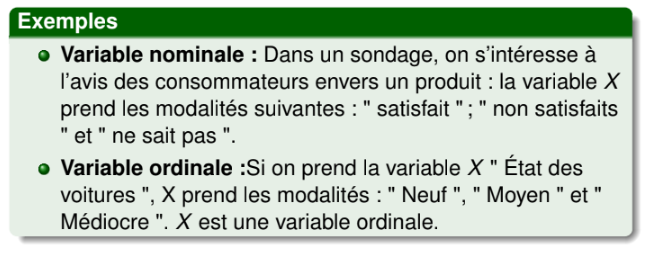 Exemples
Variable nominale : Dans un sondage, on s'intéresse à
l'avis des consommateurs envers un produit : la variable X
prend les modalités suivantes : " satisfait " ; " non satisfaits
" et " ne sait pas ".
Variable ordinale :Si on prend la variable X " État des
voitures ", X prend les modalités : " Neuf ", " Moyen " et "
Médiocre ". X est une variable ordinale.